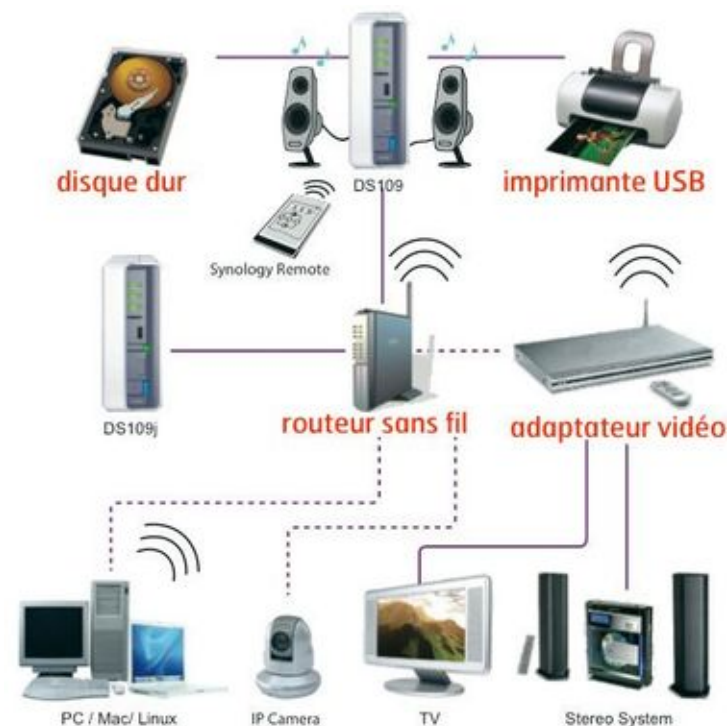 disque dur
DS109
imprimante USB
Synology Remote
DS109j
routeur sans fil
adaptateur vidéo
PC / Mac/ Linux
IP Camera
TV
Stereo System